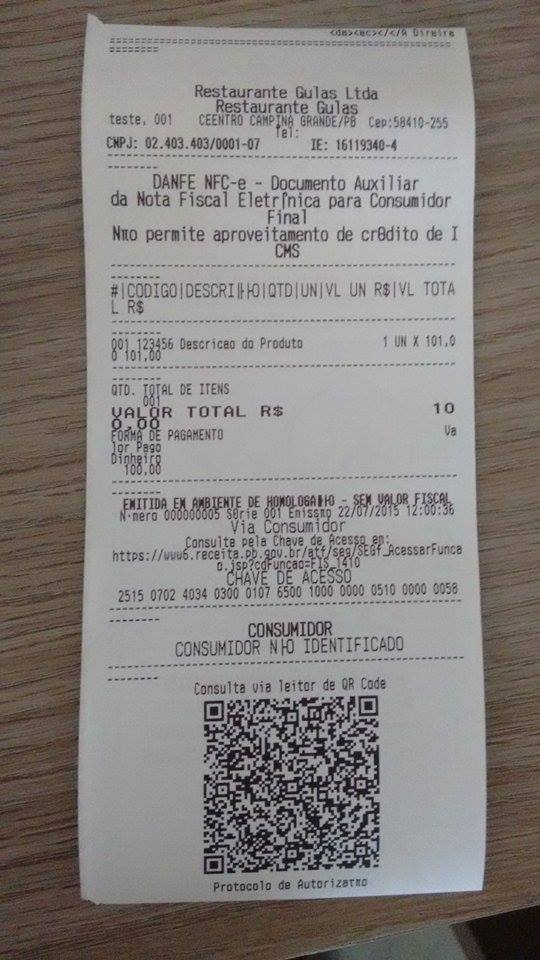 <da><ec></</A Direire
========================================
========
Restaurante Gulas Ltda
Restaurante Gulas
teste, 001 CEENTRO CAMPINA GRANDE/PB Cep:58410-255
Tel:
CNPJ: 02.403.403/0001-07 IE: 16119340-4
DANFE NFC-e - Documento Auxiliar
da Nota Fiscal Eletr⌠nica para Consumidor
Final
Nπo permite aproveitamento de crΘdito de I
CMS
#|CODIGO|DESCRI╟├O|QTD|UN|VL UN R$|VL TOTA
L R$
001 123456 Descricao do Produto 1 UN X 101,0
0 101,00
QTD. TOTAL DE ITENS
001
VALOR TOTAL R$ 10
0,00
FORMA DE PAGAMENTO Va
lor Pago
Dinheiro
100,00
EMITIDA EM AMBIENTE DE HOMOLOGA╟├O - SEM VALOR FISCAL
N·mero 000000005 SΘrie 001 Emissπo 22/07/2015 12:00:36
Via Consumidor
Consulte pela Chave de Acesso em:
https://www6.receita.pb.gov.br/atf/seg/SEGf_AcessarFunca
o.jsp?cdFuncao=FIS_1410
CHAVE DE ACESSO
2515 0702 4034 0300 0107 6500 1000 0000 0510 0000 0058
CONSUMIDOR
CONSUMIDOR N├O IDENTIFICADO
Consulta via leitor de QR Code
Protocolo de Autorizaτπo